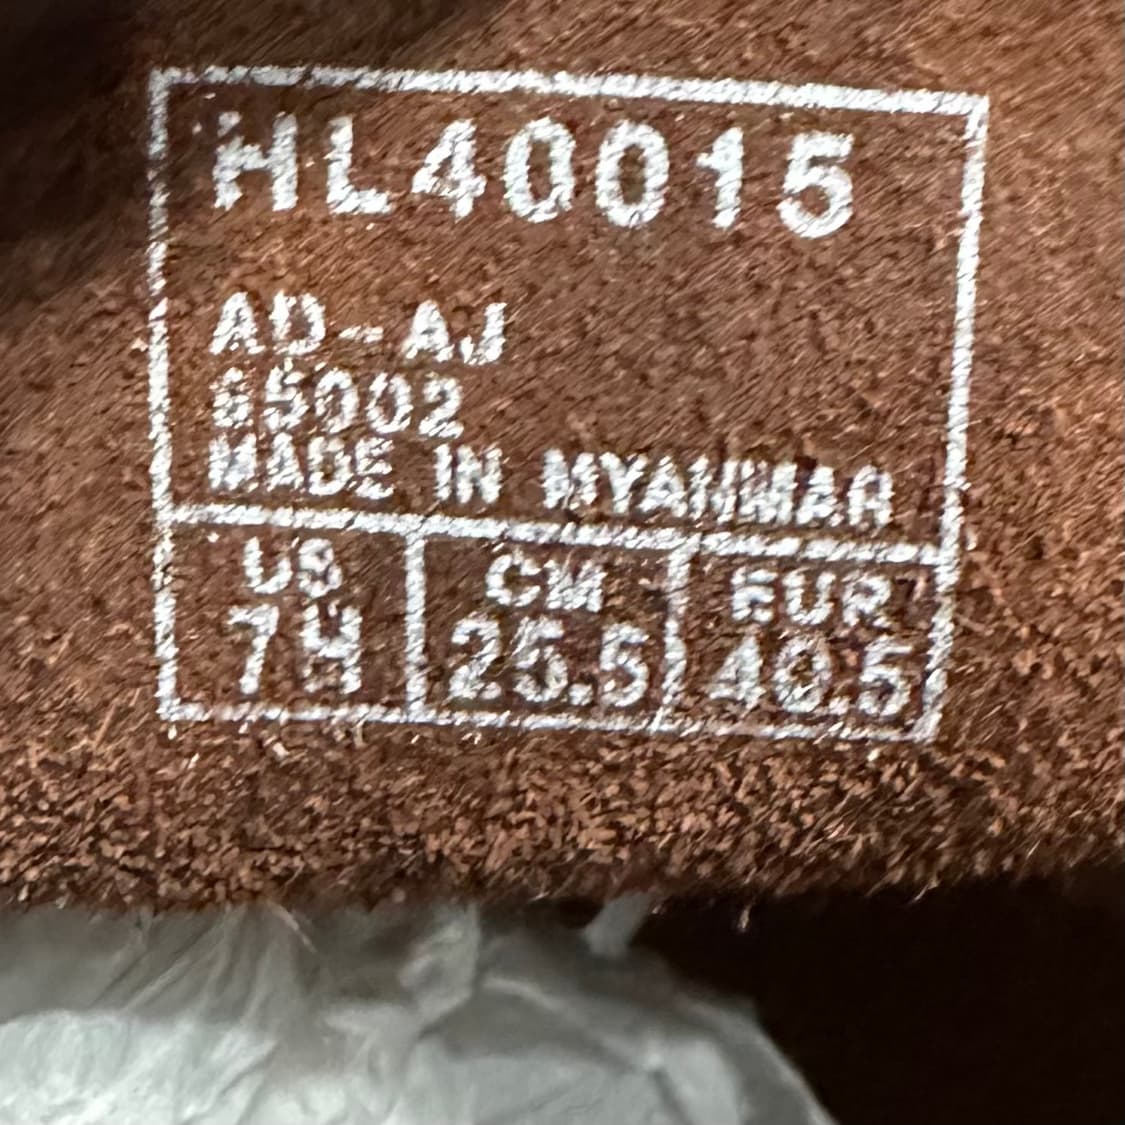 HL40015
AD-AJ
65002
MADE IN MYANMAR
US CM EUR
7H 25.5 40.5